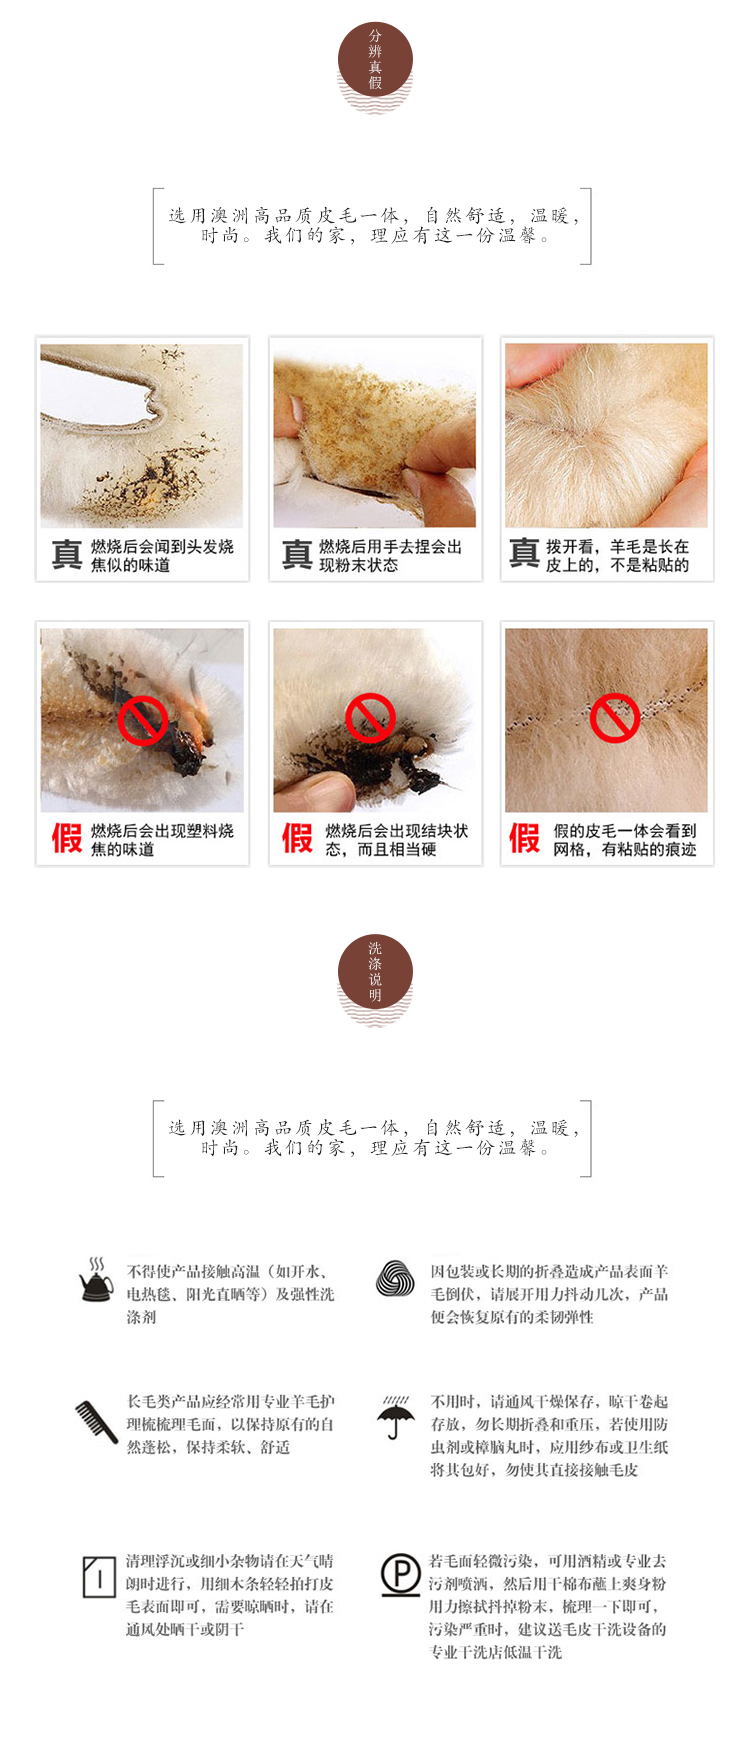 分辨真假
选用澳洲高品质皮毛一体，自然舒适，温暖，
时尚。我们的家，理应有这一份温馨。
真 燃烧后会闻到头发烧
焦似的味道
真 燃烧后用手去捏会出
现粉末状态
真 拨开看，羊毛是长在
皮上的，不是粘贴的
假 燃烧后会出现塑料烧
焦的味道
假 燃烧后会出现结块状
态，而且相当硬
假 假的皮毛一体会看到
网格，有粘贴的痕迹
洗涤说明
选用澳洲高品质皮毛一体，自然舒适，温暖，
时尚。我们的家，理应有这一份温馨。
不得使产品接触高温（如开水、
电热毯、阳光直晒等）及强性洗
涤剂
因包装或长期的折叠造成产品表面羊
毛倒伏，请展开用力抖动几次，产品
便会恢复原有的柔韧弹性
长毛类产品应经常用专业羊毛护
理梳梳理毛面，以保持原有的自
然蓬松，保持柔软、舒适
不用时，请通风干燥保存，晾干卷起
存放，勿长期折叠和重压，若使用防
虫剂或樟脑丸时，应用纱布或卫生纸
将其包好，勿使其直接接触毛皮
清理浮沉或细小杂物请在天气晴
朗时进行，用细木条轻轻拍打皮
毛表面即可，需要晾晒时，请在
通风处晒干或阴干
P
若毛面轻微污染，可用酒精或专业去
污剂喷洒，然后用干棉布蘸上爽身粉
用力擦拭抖掉粉末，梳理一下即可，
污染严重时，建议送毛皮干洗设备的
专业干洗店低温干洗